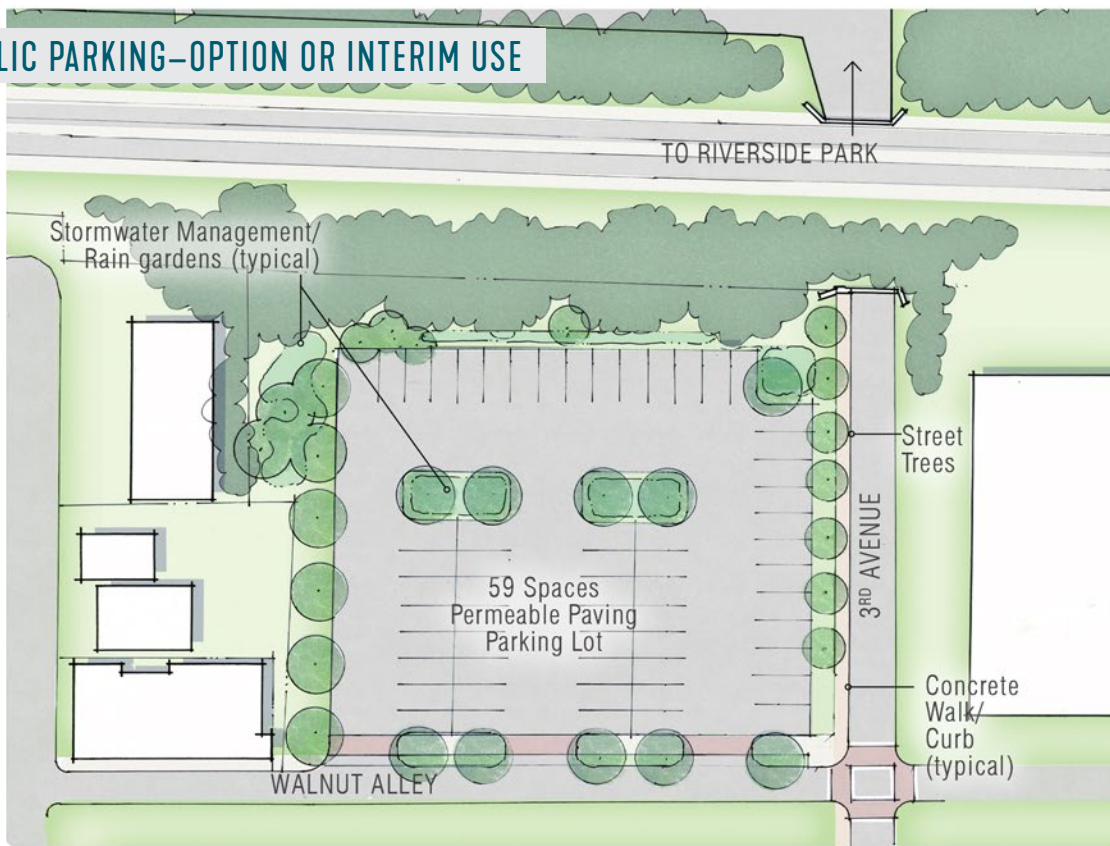 LIC PARKING–OPTION OR INTERIM USE
TO RIVERSIDE PARK
Stormwater Management/
Rain gardens (typical)
Street
Trees
3RD AVENUE
59 Spaces
Permeable Paving
Parking Lot
Concrete
Walk/
Curb
(typical)
WALNUT ALLEY